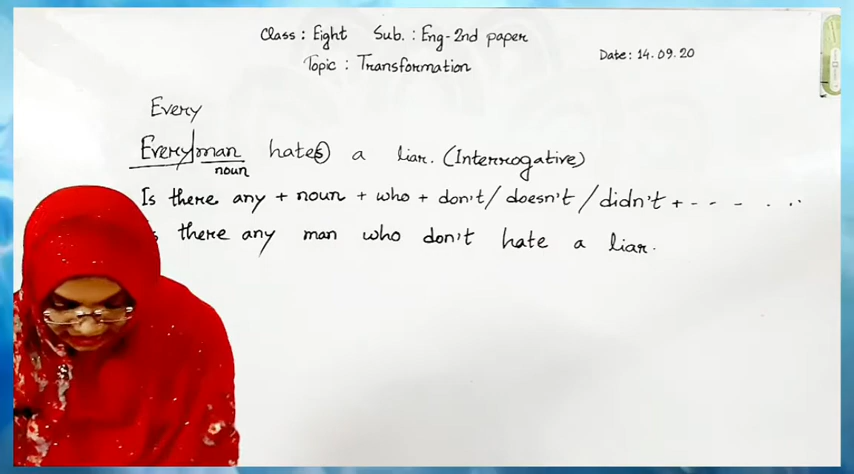 Class : Eight Sub. : Eng-2nd paper
Date: 14.09.20
Topic : Transformation
Every
Every|man hates a liar. (Interrogative)
noun
Is there any + noun + who + don't/ doesn't / didn't + - - - . . ..
there any man who don't hate a liar.